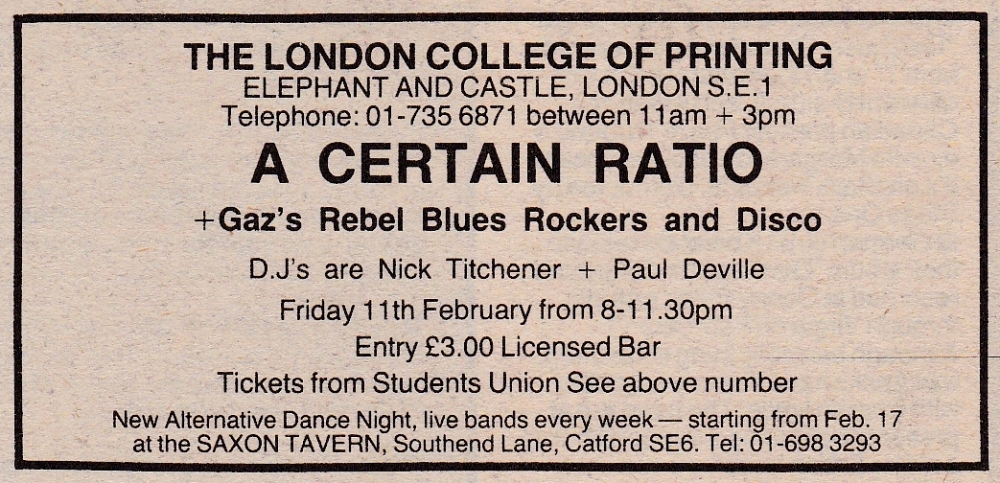 THE LONDON COLLEGE OF PRINTING
ELEPHANT AND CASTLE, LONDON S.E.1
Telephone: 01-735 6871 between 11am + 3pm
A CERTAIN RATIO
+Gaz's Rebel Blues Rockers and Disco
D.J's are Nick Titchener + Paul Deville
Friday 11th February from 8-11.30pm
Entry £3.00 Licensed Bar
Tickets from Students Union See above number
New Alternative Dance Night, live bands every week — starting from Feb. 17
at the SAXON TAVERN, Southend Lane, Catford SE6. Tel: 01-698 3293